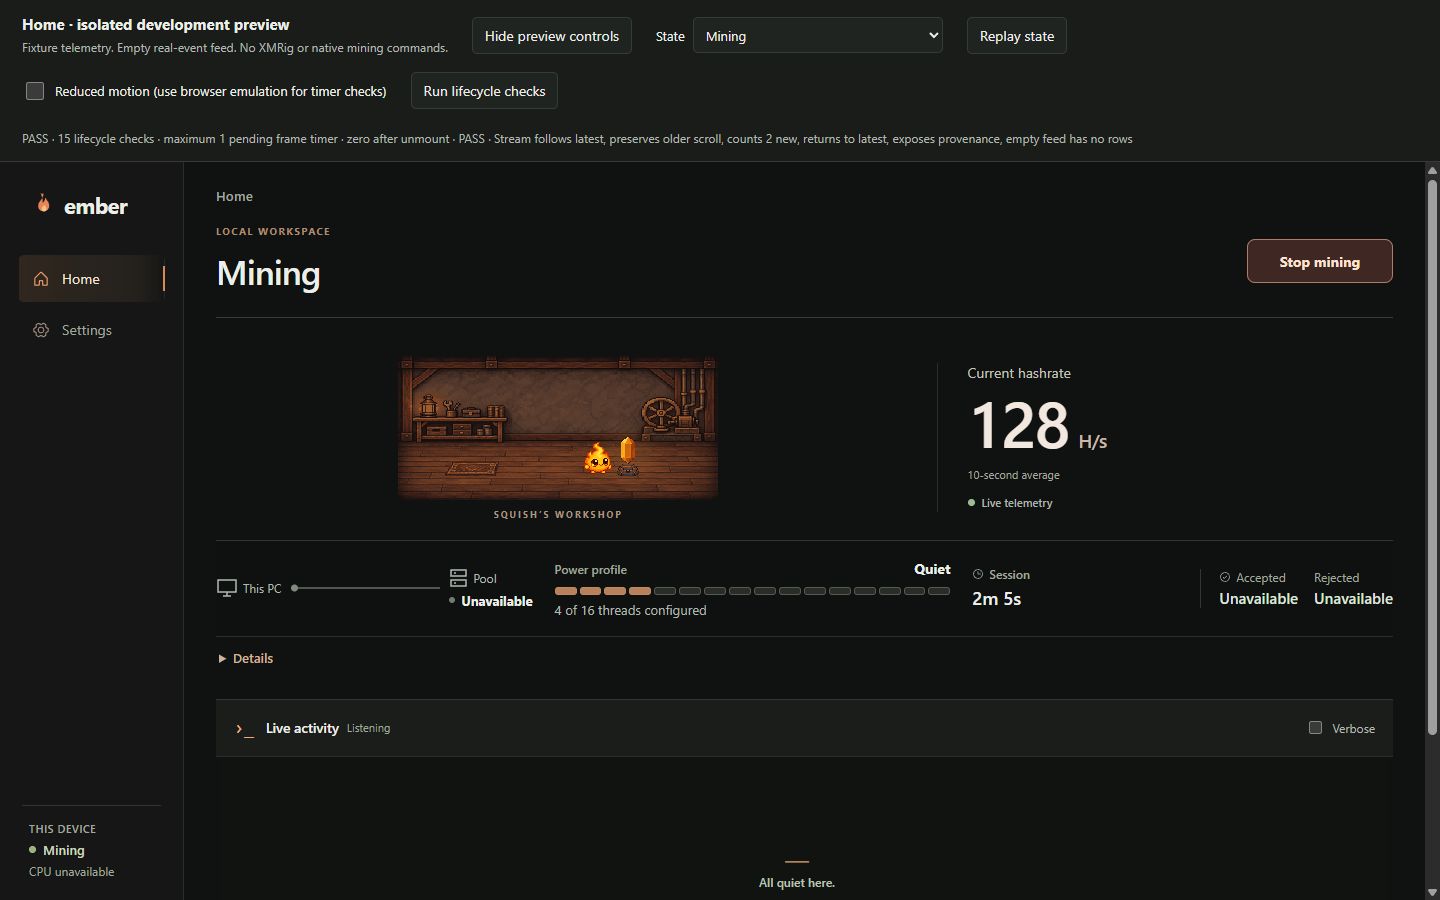 Home · isolated development preview
Fixture telemetry. Empty real-event feed. No XMRig or native mining commands.
Hide preview controls
State
Mining
Replay state
Reduced motion (use browser emulation for timer checks)
Run lifecycle checks
PASS · 15 lifecycle checks · maximum 1 pending frame timer · zero after unmount · PASS · Stream follows latest, preserves older scroll, counts 2 new, returns to latest, exposes provenance, empty feed has no rows
ember
Home
Settings
THIS DEVICE
Mining
CPU unavailable
Home
LOCAL WORKSPACE
Mining
Stop mining
SQUISH'S WORKSHOP
Current hashrate
128 H/s
10-second average
Live telemetry
This PC
Pool
Unavailable
Power profile
Quiet
4 of 16 threads configured
Session
2m 5s
Accepted
Unavailable
Rejected
Unavailable
Details
Live activity Listening
Verbose
All quiet here.